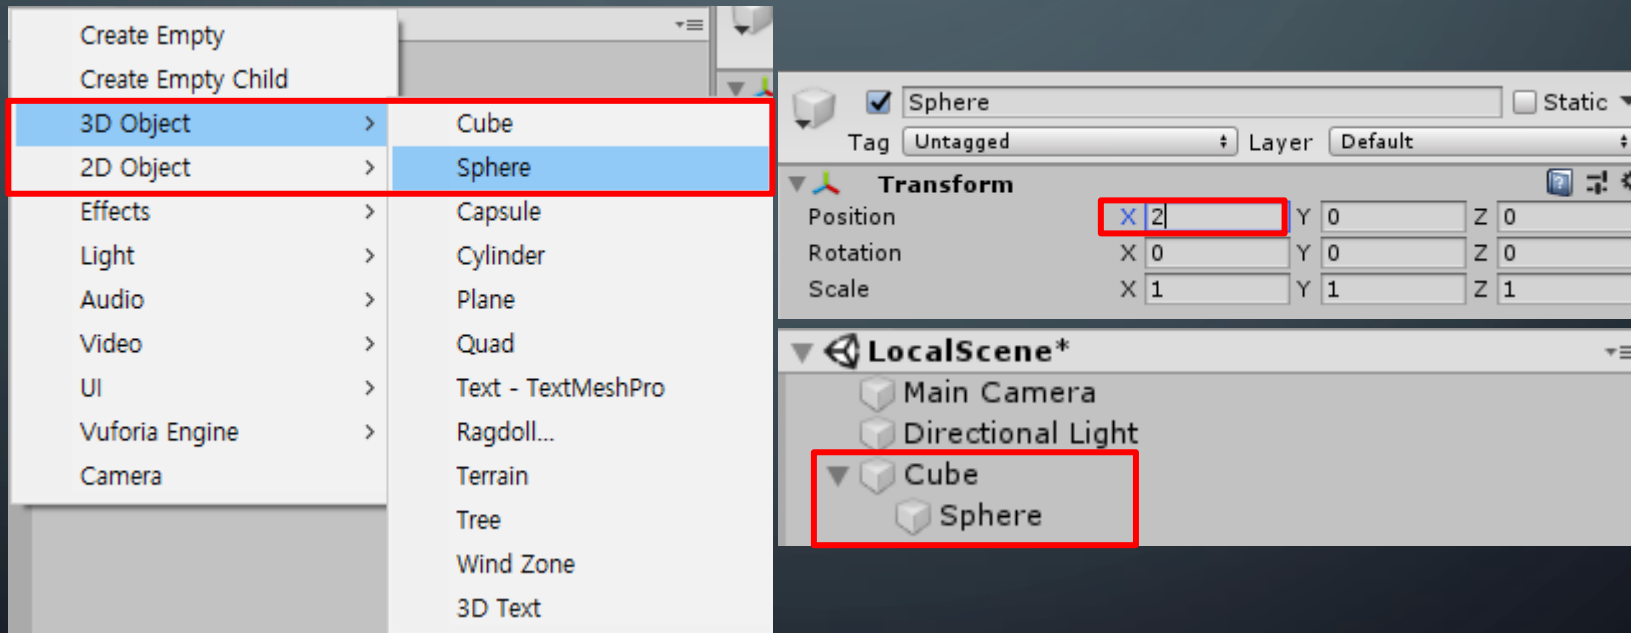 Create Empty
Create Empty Child
3D Object
2D Object
Effects
Light
Audio
Video
UI
Vuforia Engine
Camera
Cube
Sphere
Capsule
Cylinder
Plane
Quad
Text - TextMeshPro
Ragdoll...
Terrain
Tree
Wind Zone
3D Text
Sphere Static
Tag Untagged Layer Default
Transform
Position X 2 Y 0 Z 0
Rotation X 0 Y 0 Z 0
Scale X 1 Y 1 Z 1
LocalScene*
Main Camera
Directional Light
Cube
Sphere